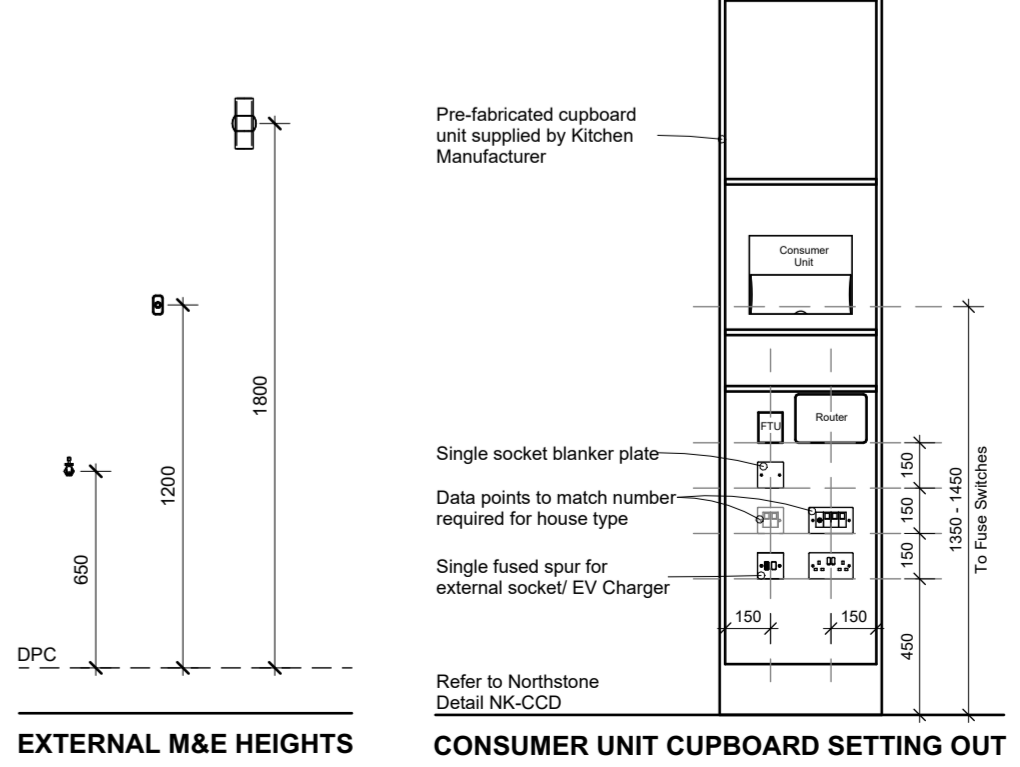 Pre-fabricated cupboard
unit supplied by Kitchen
Manufacturer
Consumer
Unit
FTU
Router
Single socket blanker plate
Data points to match number
required for house type
Single fused spur for
external socket/ EV Charger
Refer to Northstone
Detail NK-CCD
150
150
150
150
150
450
1350 - 1450
To Fuse Switches
1800
1200
650
DPC
EXTERNAL M&E HEIGHTS
CONSUMER UNIT CUPBOARD SETTING OUT